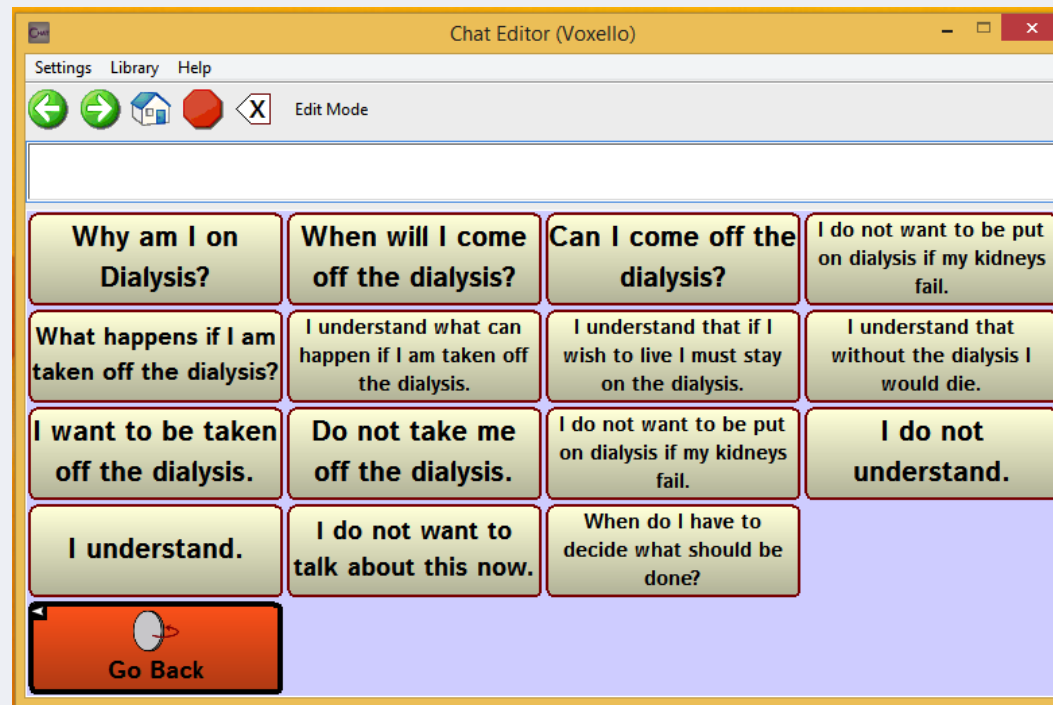 Chat
Chat Editor (Voxello)
Settings Library Help
X Edit Mode
Why am I on
Dialysis?
When will I come
off the dialysis?
Can I come off the
dialysis?
I do not want to be put
on dialysis if my kidneys
fail.
What happens if I am
taken off the dialysis?
I understand what can
happen if I am taken off
the dialysis.
I understand that if I
wish to live I must stay
on the dialysis.
I understand that
without the dialysis I
would die.
I want to be taken
off the dialysis.
Do not take me
off the dialysis.
I do not want to be put
on dialysis if my kidneys
fail.
I do not
understand.
I understand.
I do not want to
talk about this now.
When do I have to
decide what should be
done?
Go Back